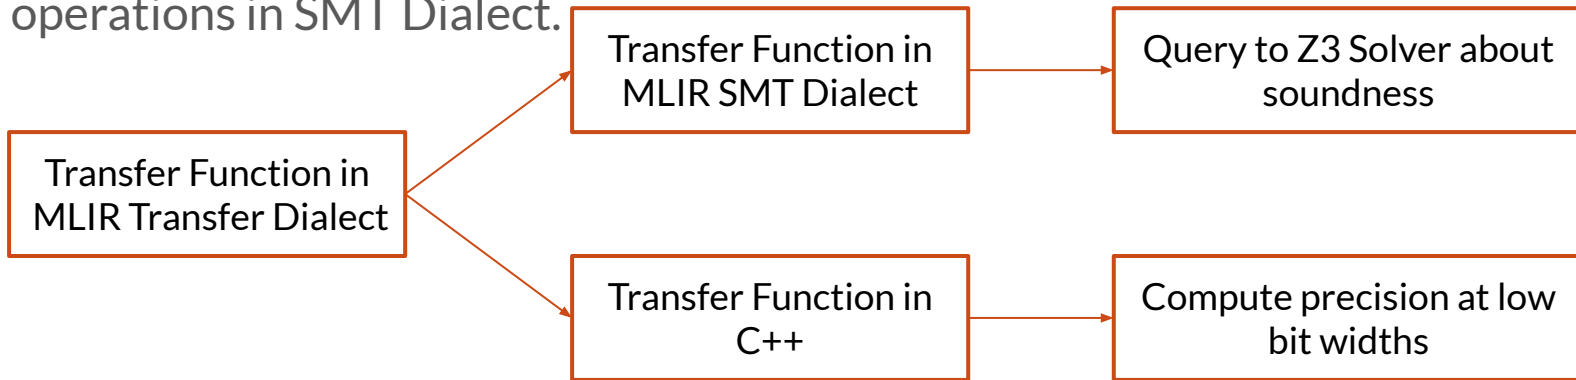 operations in SMT Dialect.
Transfer Function in
MLIR SMT Dialect
Query to Z3 Solver about
soundness
Transfer Function in
MLIR Transfer Dialect
Transfer Function in
C++
Compute precision at low
bit widths